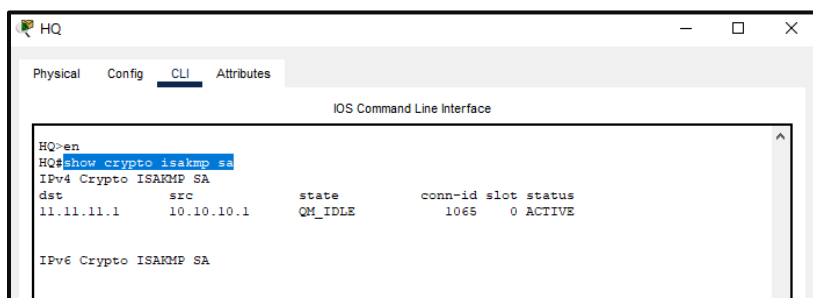 HQ
Physical Config CLI Attributes
IOS Command Line Interface
HQ>en
HQ#show crypto isakmp sa
IPv4 Crypto ISAKMP SA
dst src state conn-id slot status
11.11.11.1 10.10.10.1 QM_IDLE 1065 0 ACTIVE
IPv6 Crypto ISAKMP SA